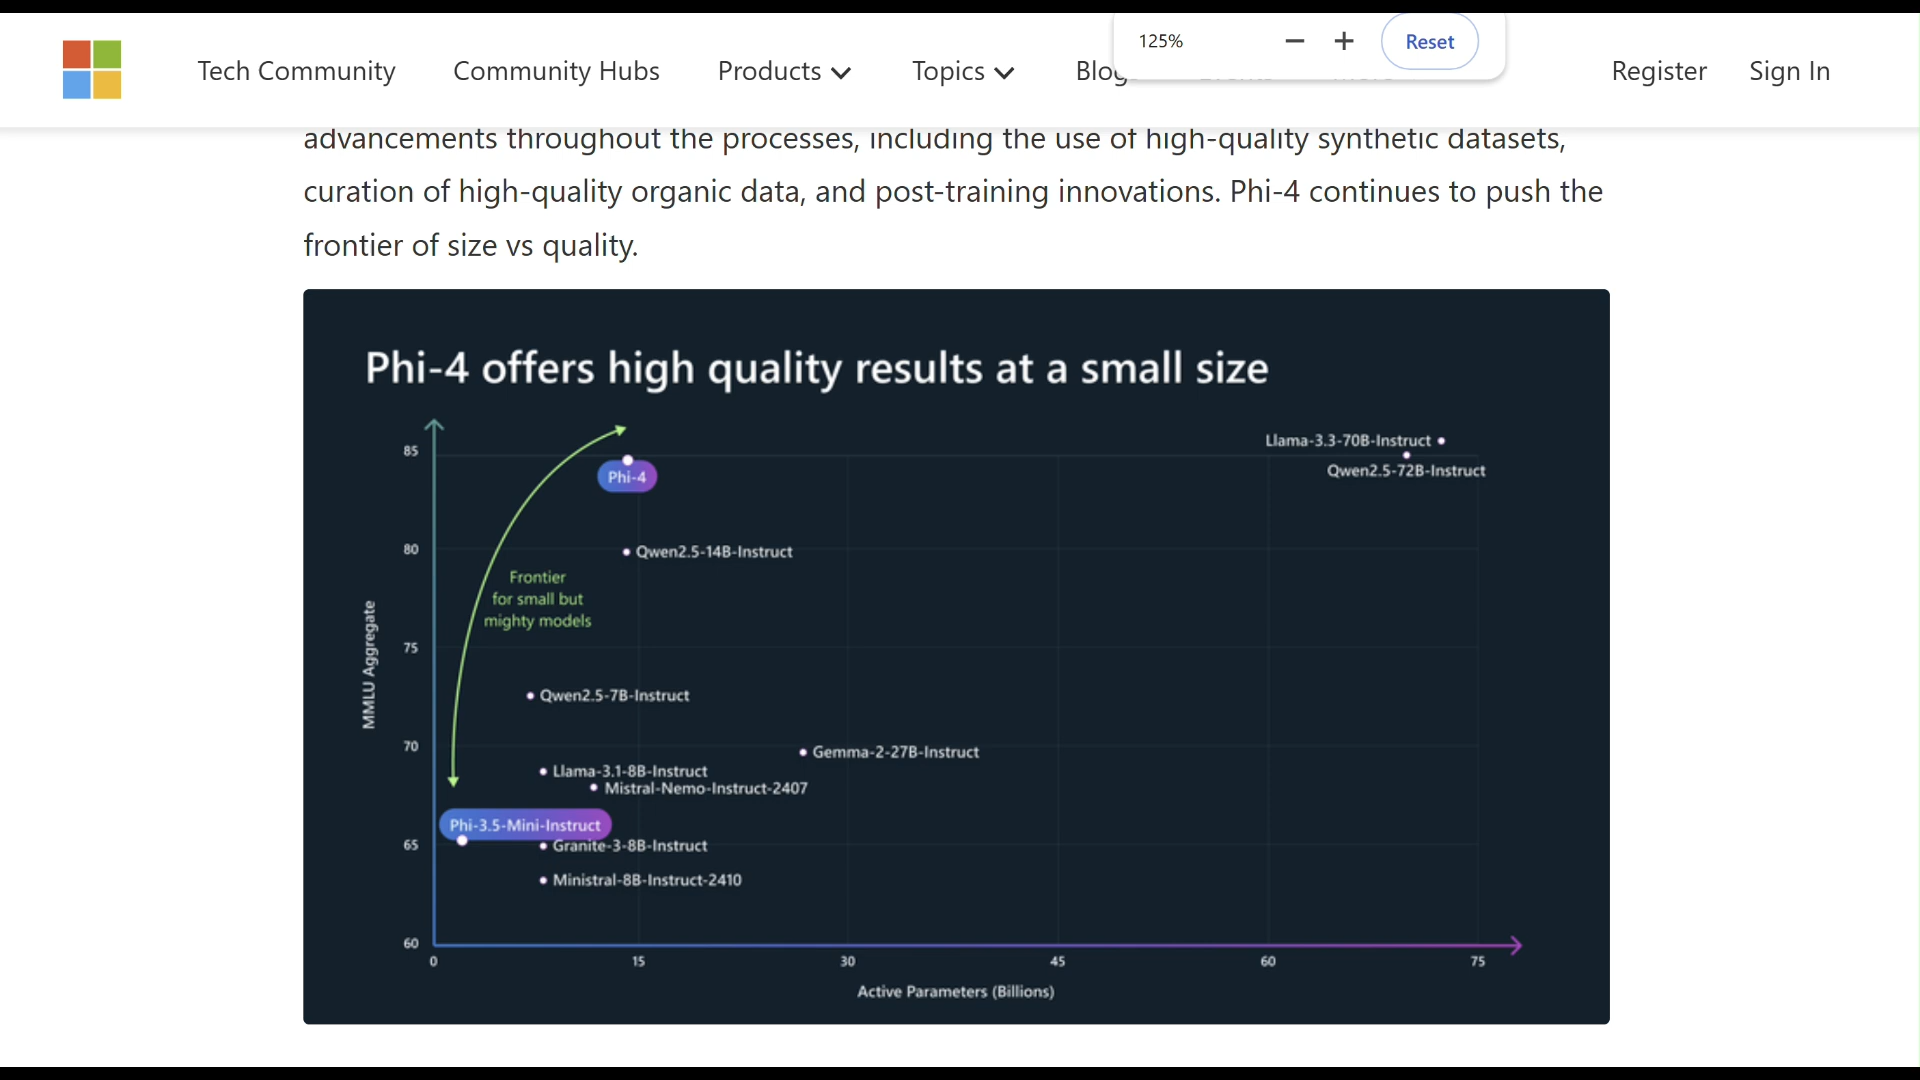 125%
Reset
Tech Community
Community Hubs
Products
Topics
Register
Sign In
advancements throughout the processes, including the use of high-quality synthetic datasets,
curation of high-quality organic data, and post-training innovations. Phi-4 continues to push the
frontier of size vs quality.
Phi-4 offers high quality results at a small size
85
80
75
70
65
60
MMLU Aggregate
Llama-3.3-70B-Instruct
Qwen2.5-72B-Instruct
Phi-4
Qwen2.5-14B-Instruct
Frontier
for small but
mighty models
Qwen2.5-7B-Instruct
Gemma-2-27B-Instruct
Llama-3.1-8B-Instruct
Mistral-Nemo-Instruct-2407
Phi-3.5-Mini-Instruct
Granite-3-8B-Instruct
Ministral-8B-Instruct-2410
0
15
30
45
60
75
Active Parameters (Billions)